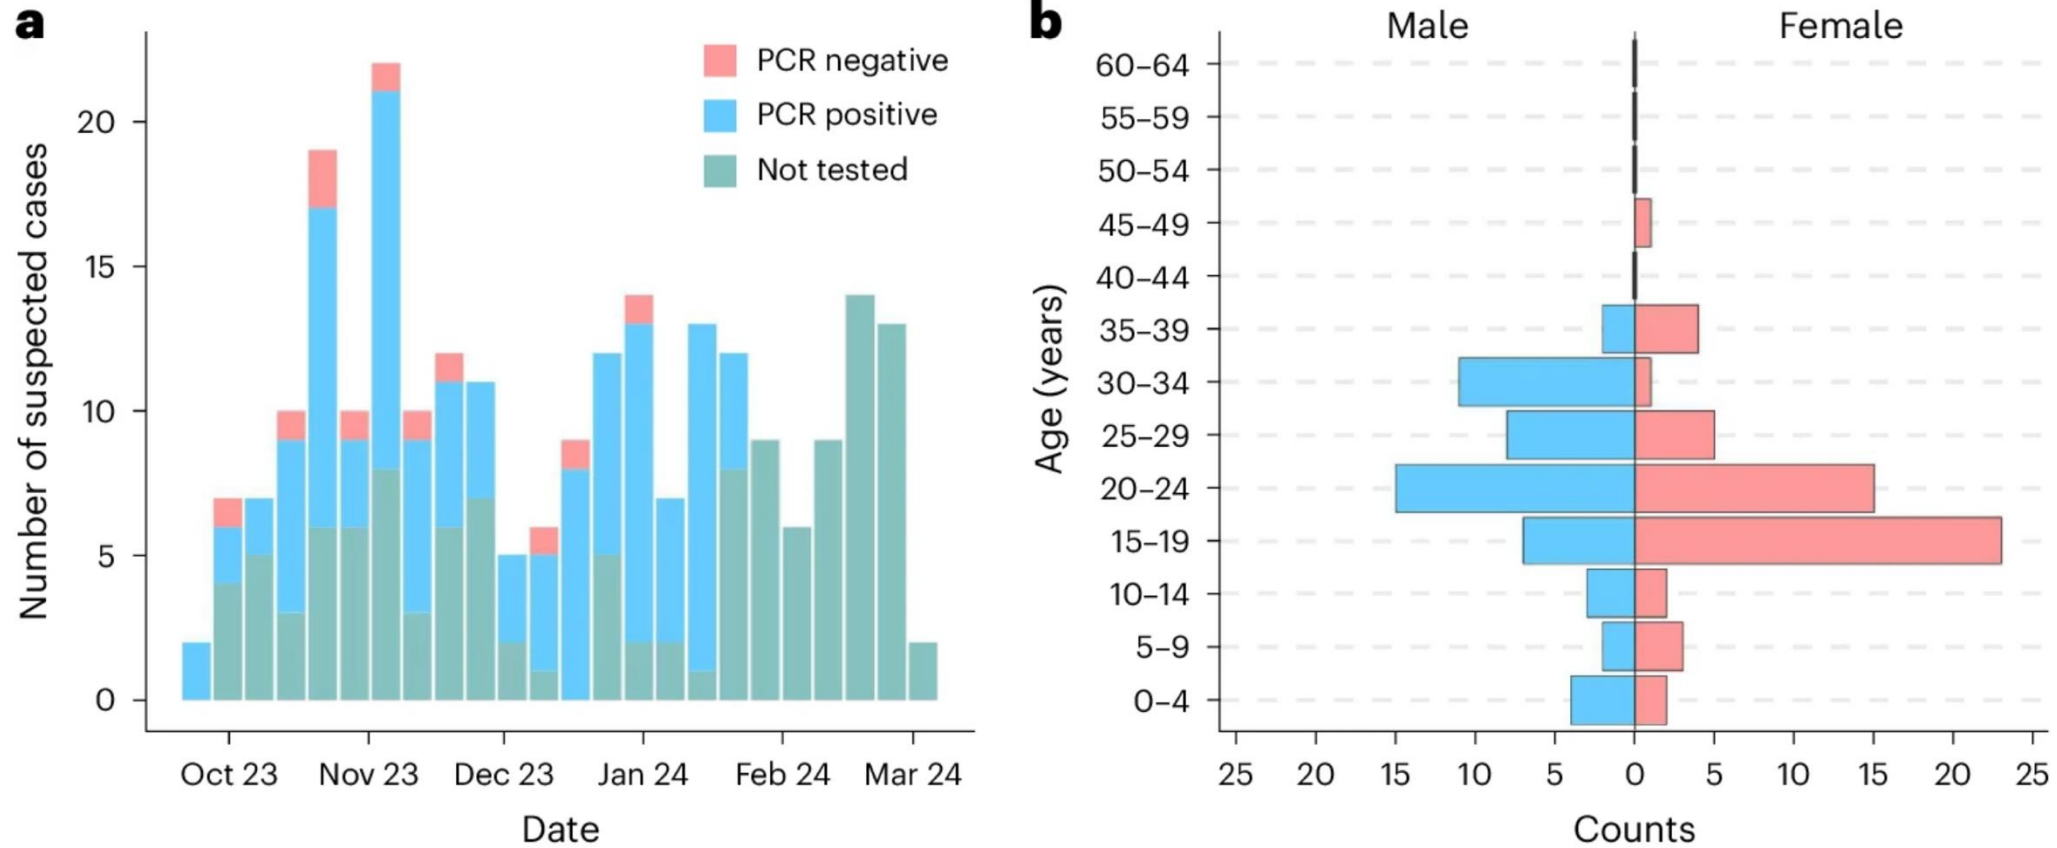 a
PCR negative
PCR positive
Not tested
Number of suspected cases
20
15
10
5
0
Oct 23 Nov 23 Dec 23 Jan 24 Feb 24 Mar 24
Date
b
Male Female
Age (years)
60–64
55–59
50–54
45–49
40–44
35–39
30–34
25–29
20–24
15–19
10–14
5–9
0–4
25 20 15 10 5 0 5 10 15 20 25
Counts